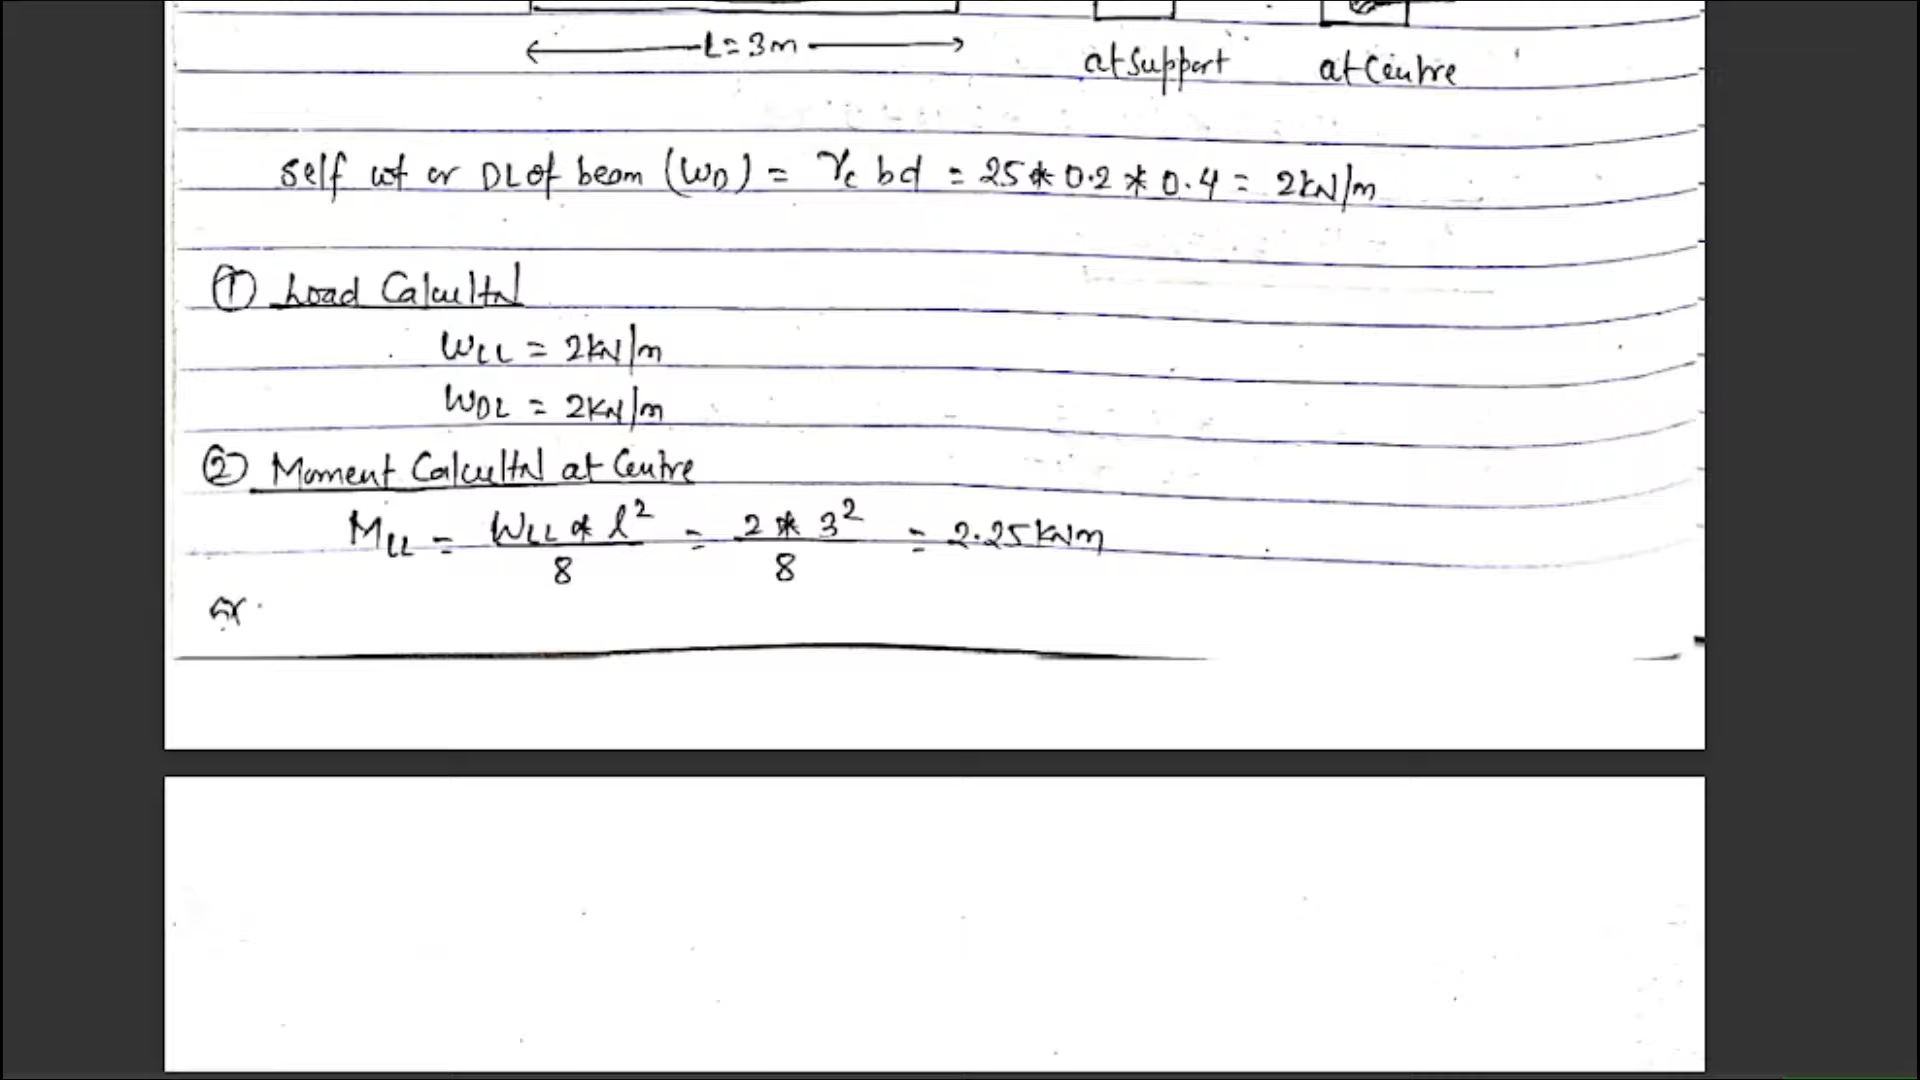 L = 3m
at support at Centre
self wt or DL of beam (WD) = γc bd = 25 * 0.2 * 0.4 = 2kN/m
① Load Calcultn
WLL = 2kN/m
WDL = 2kN/m
② Moment Calcultn at Centre
MLL = WLL * l² / 8 = 2 * 3² / 8 = 2.25 kNm
or